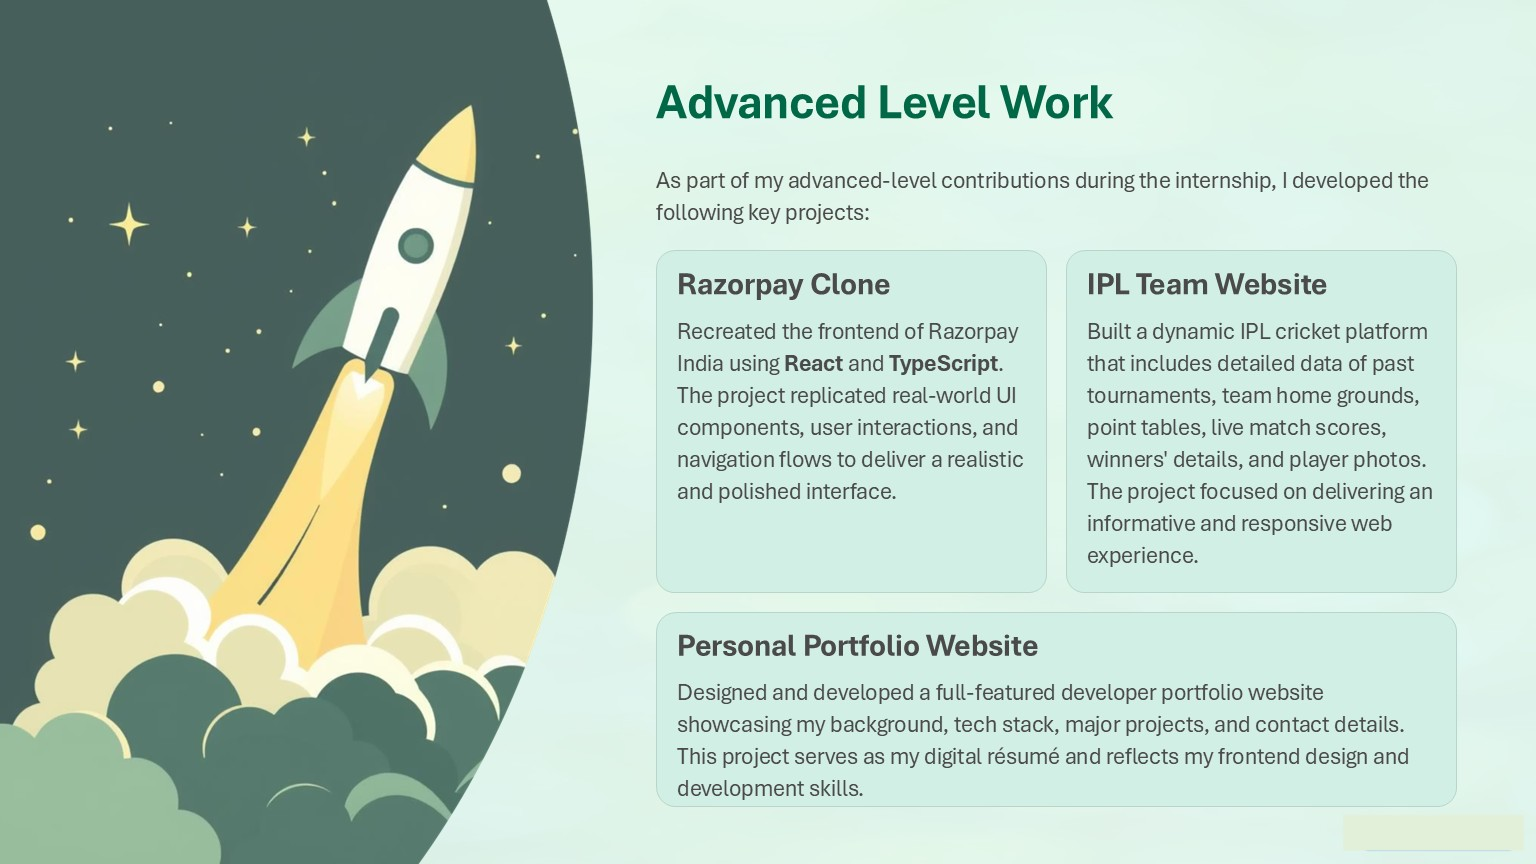 Advanced Level Work
As part of my advanced-level contributions during the internship, I developed the
following key projects:
Razorpay Clone
Recreated the frontend of Razorpay
India using React and TypeScript.
The project replicated real-world UI
components, user interactions, and
navigation flows to deliver a realistic
and polished interface.
IPL Team Website
Built a dynamic IPL cricket platform
that includes detailed data of past
tournaments, team home grounds,
point tables, live match scores,
winners' details, and player photos.
The project focused on delivering an
informative and responsive web
experience.
Personal Portfolio Website
Designed and developed a full-featured developer portfolio website
showcasing my background, tech stack, major projects, and contact details.
This project serves as my digital résumé and reflects my frontend design and
development skills.